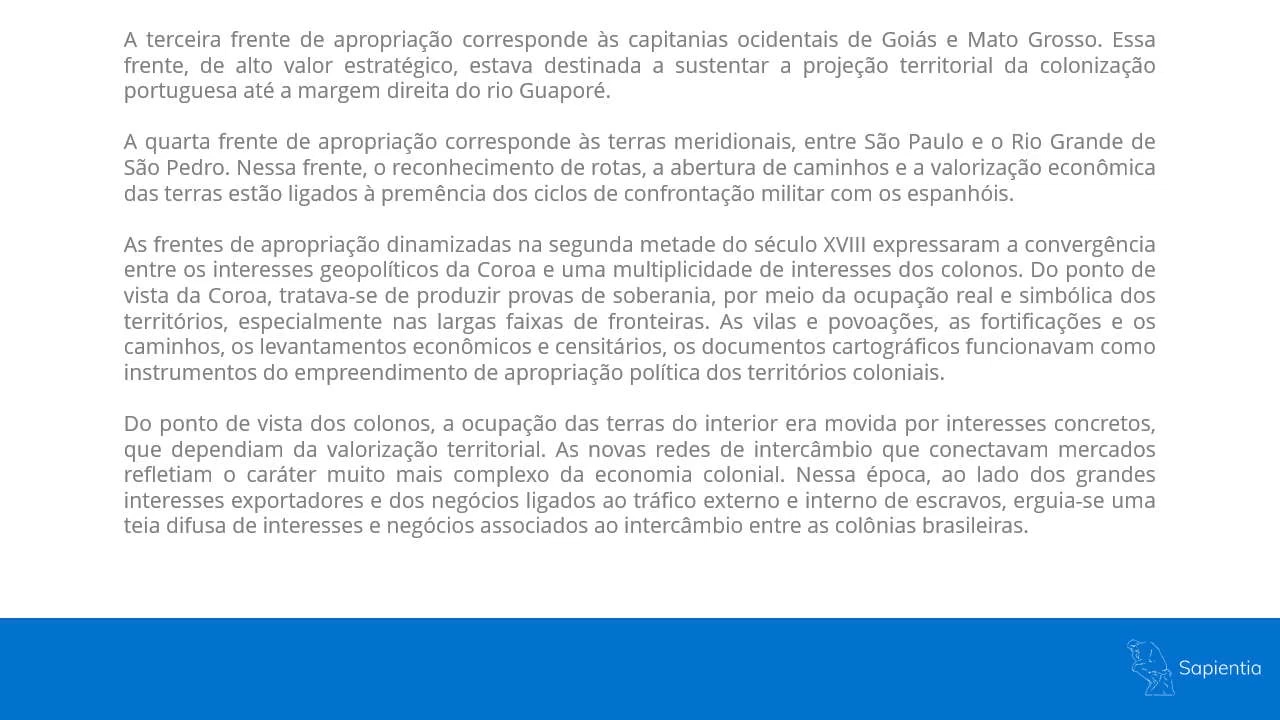 A terceira frente de apropriação corresponde às capitanias ocidentais de Goiás e Mato Grosso. Essa
frente, de alto valor estratégico, estava destinada a sustentar a projeção territorial da colonização
portuguesa até a margem direita do rio Guaporé.
A quarta frente de apropriação corresponde às terras meridionais, entre São Paulo e o Rio Grande de
São Pedro. Nessa frente, o reconhecimento de rotas, a abertura de caminhos e a valorização econômica
das terras estão ligados à premência dos ciclos de confrontação militar com os espanhóis.
As frentes de apropriação dinamizadas na segunda metade do século XVIII expressaram a convergência
entre os interesses geopolíticos da Coroa e uma multiplicidade de interesses dos colonos. Do ponto de
vista da Coroa, tratava-se de produzir provas de soberania, por meio da ocupação real e simbólica dos
territórios, especialmente nas largas faixas de fronteiras. As vilas e povoações, as fortificações e os
caminhos, os levantamentos econômicos e censitários, os documentos cartográficos funcionavam como
instrumentos do empreendimento de apropriação política dos territórios coloniais.
Do ponto de vista dos colonos, a ocupação das terras do interior era movida por interesses concretos,
que dependiam da valorização territorial. As novas redes de intercâmbio que conectavam mercados
refletiam o caráter muito mais complexo da economia colonial. Nessa época, ao lado dos grandes
interesses exportadores e dos negócios ligados ao tráfico externo e interno de escravos, erguia-se uma
teia difusa de interesses e negócios associados ao intercâmbio entre as colônias brasileiras.
Sapientia